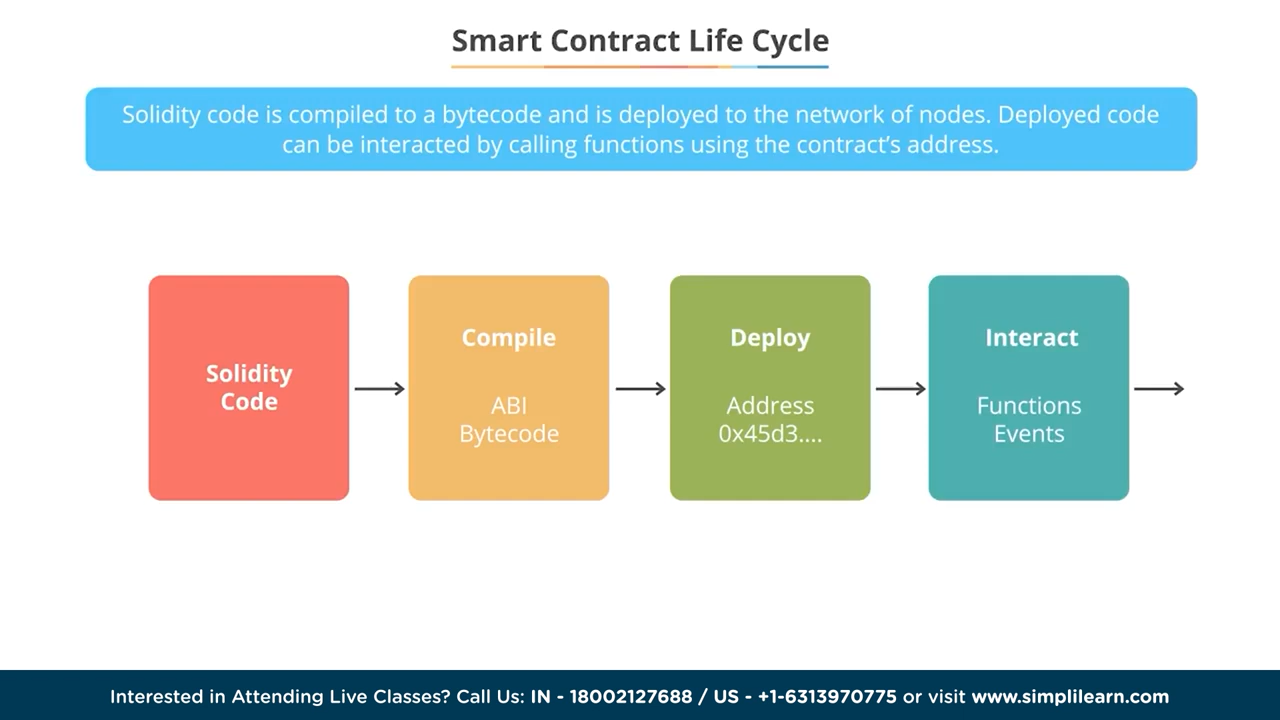 Smart Contract Life Cycle
Solidity code is compiled to a bytecode and is deployed to the network of nodes. Deployed code
can be interacted by calling functions using the contract’s address.
Solidity
Code
Compile
ABI
Bytecode
Deploy
Address
0x45d3....
Interact
Functions
Events
Interested in Attending Live Classes? Call Us: IN - 18002127688 / US - +1-6313970775 or visit www.simplilearn.com